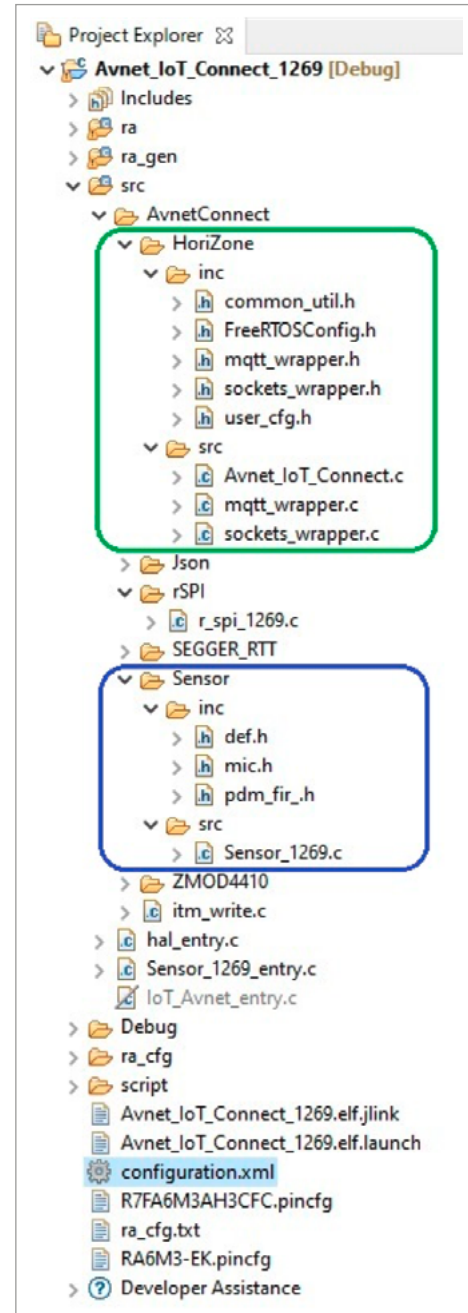 Project Explorer
Avnet_IoT_Connect_1269 [Debug]
Includes
ra
ra_gen
src
AvnetConnect
HoriZone
inc
common_util.h
FreeRTOSConfig.h
mqtt_wrapper.h
sockets_wrapper.h
user_cfg.h
src
Avnet_IoT_Connect.c
mqtt_wrapper.c
sockets_wrapper.c
Json
rSPI
r_spi_1269.c
SEGGER_RTT
Sensor
inc
def.h
mic.h
pdm_fir_.h
src
Sensor_1269.c
ZMOD4410
itm_write.c
hal_entry.c
Sensor_1269_entry.c
IoT_Avnet_entry.c
Debug
ra_cfg
script
Avnet_IoT_Connect_1269.elf.jlink
Avnet_IoT_Connect_1269.elf.launch
configuration.xml
R7FA6M3AH3CFC.pincfg
ra_cfg.txt
RA6M3-EK.pincfg
Developer Assistance